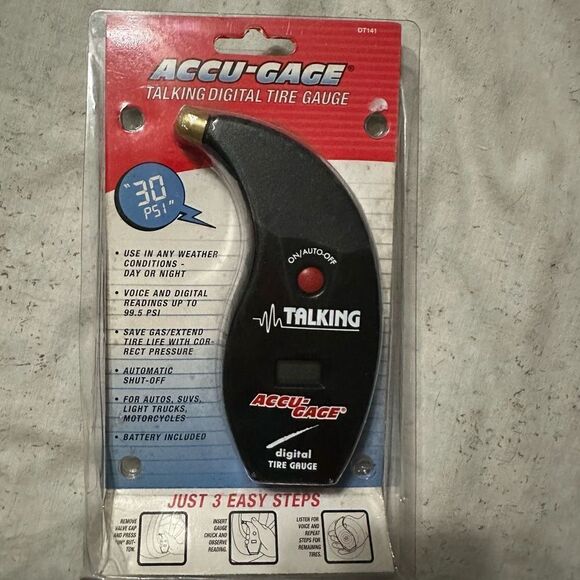 DT141
ACCU-GAGE®
TALKING DIGITAL TIRE GAUGE
"30
PSI"
• USE IN ANY WEATHER
CONDITIONS -
DAY OR NIGHT
• VOICE AND DIGITAL
READINGS UP TO
99.5 PSI
• SAVE GAS/EXTEND
TIRE LIFE WITH COR-
RECT PRESSURE
• AUTOMATIC
SHUT-OFF
• FOR AUTOS, SUVS,
LIGHT TRUCKS,
MOTORCYCLES
• BATTERY INCLUDED
ON/AUTO-OFF
TALKING
ACCU-
GAGE®
digital
TIRE GAUGE
JUST 3 EASY STEPS
REMOVE
VALVE CAP
AND PRESS
"ON" BUT-
TON.
INSERT
GAUGE
CHUCK AND
OBSERVE
READING.
LISTEN FOR
VOICE AND
REPEAT
STEPS FOR
REMAINING
TIRES.